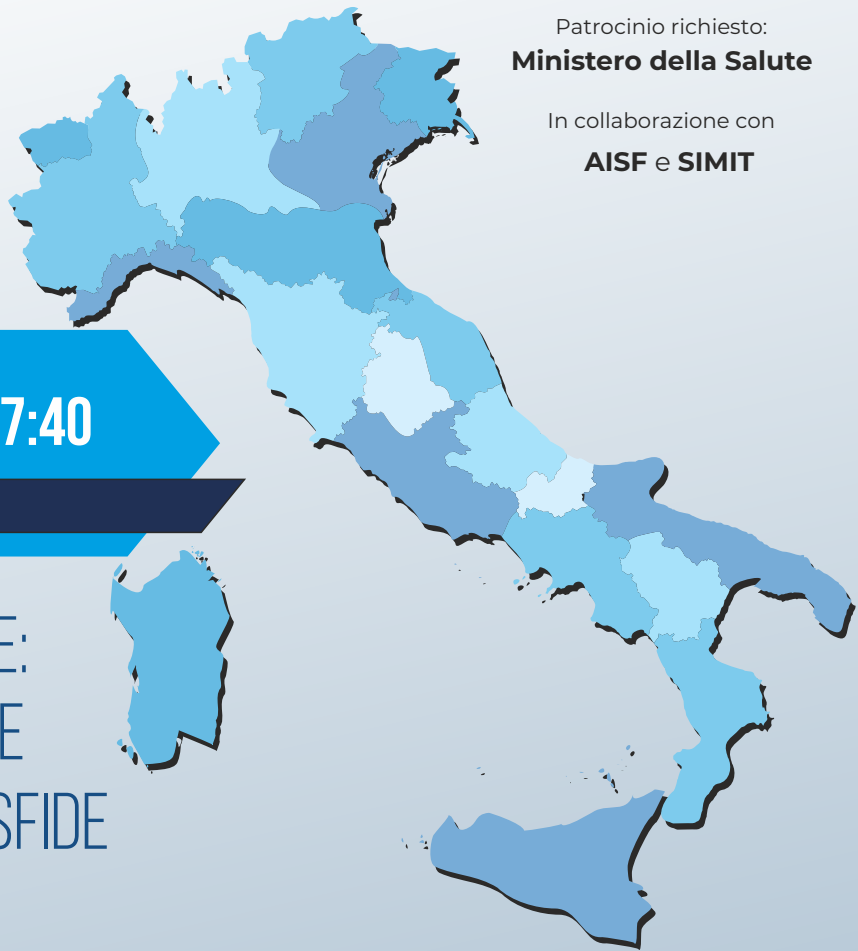 Patrocinio richiesto:
Ministero della Salute
In collaborazione con
AISF e SIMIT
7:40
E:
E
SFIDE